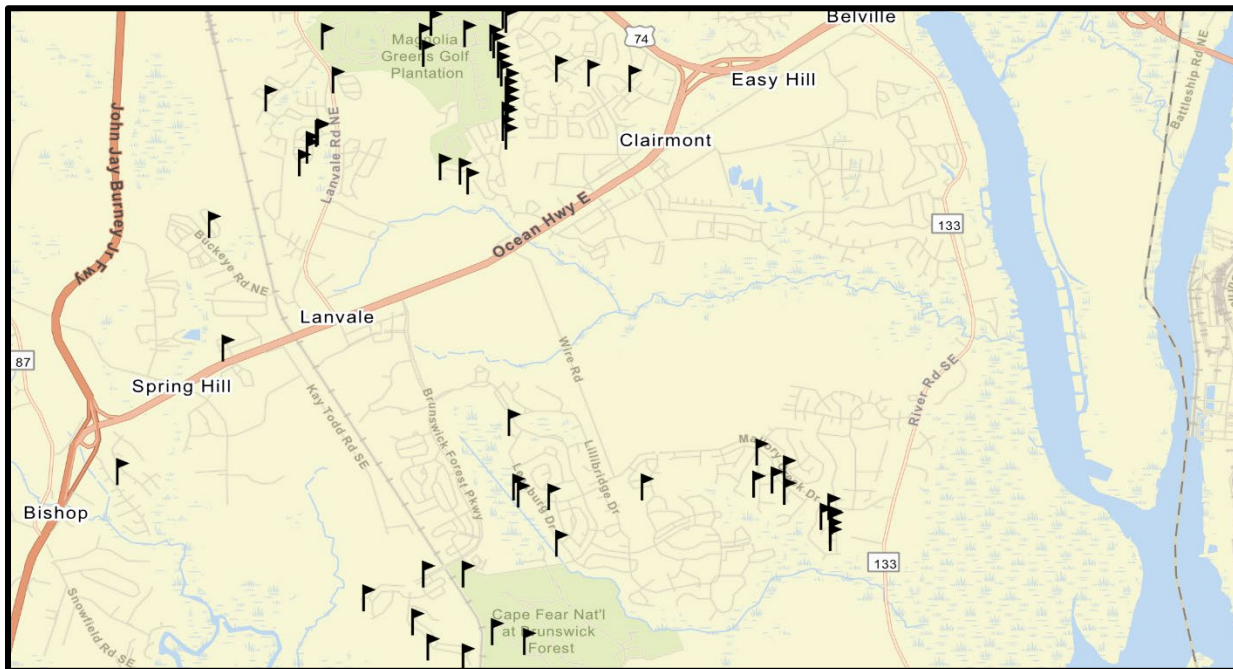 Belville
74
Magnolia
Greens Golf
Plantation
Easy Hill
Battleship Rd NE
John Jay Burney Jr Fwy
Lanvale Rd NE
Clairmont
Ocean Hwy E
133
Buckeye Rd NE
Lanvale
Wire Rd
87
Spring Hill
River Rd SE
Kay Todd Rd SE
Brunswick Forest Pkwy
Lillibridge Dr
Bishop
133
Snowfield Rd SE
Cape Fear Nat'l
at Brunswick
Forest